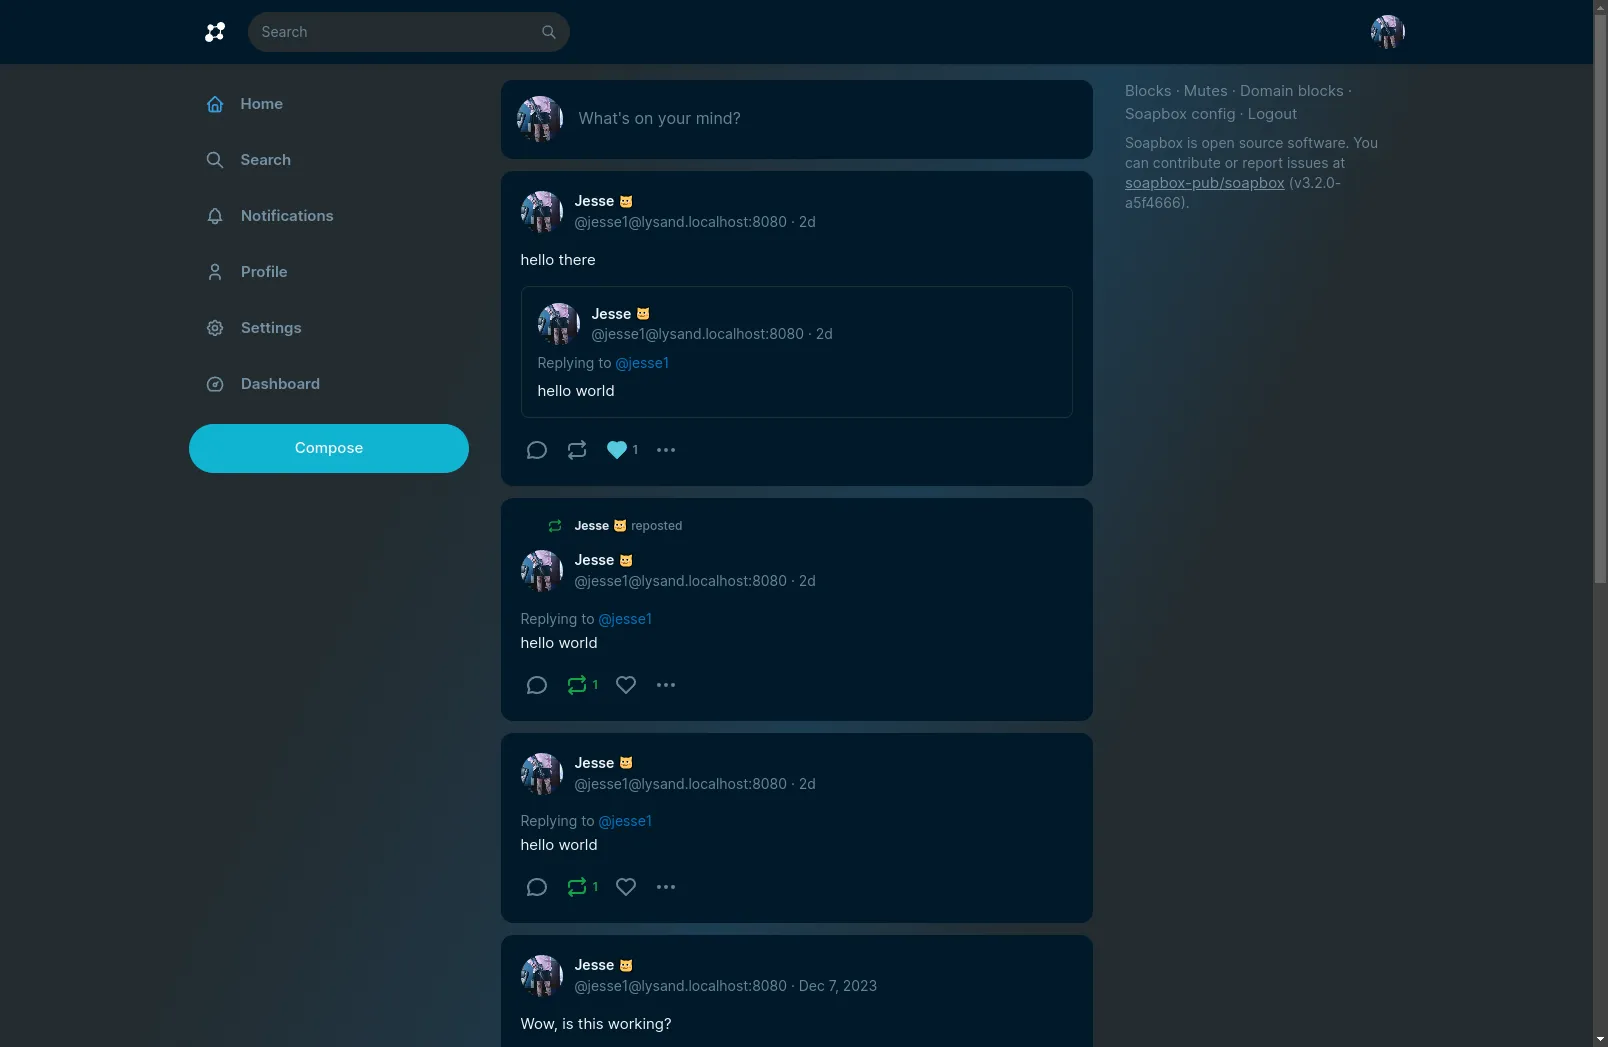 Search
Home
Search
Notifications
Profile
Settings
Dashboard
Compose
What's on your mind?
Jesse
@jesse1@lysand.localhost:8080 · 2d
hello there
Jesse
@jesse1@lysand.localhost:8080 · 2d
Replying to @jesse1
hello world
1
Jesse reposted
Jesse
@jesse1@lysand.localhost:8080 · 2d
Replying to @jesse1
hello world
1
Jesse
@jesse1@lysand.localhost:8080 · 2d
Replying to @jesse1
hello world
1
Jesse
@jesse1@lysand.localhost:8080 · Dec 7, 2023
Wow, is this working?
Blocks · Mutes · Domain blocks ·
Soapbox config · Logout
Soapbox is open source software. You
can contribute or report issues at
soapbox-pub/soapbox (v3.2.0-
a5f4666).